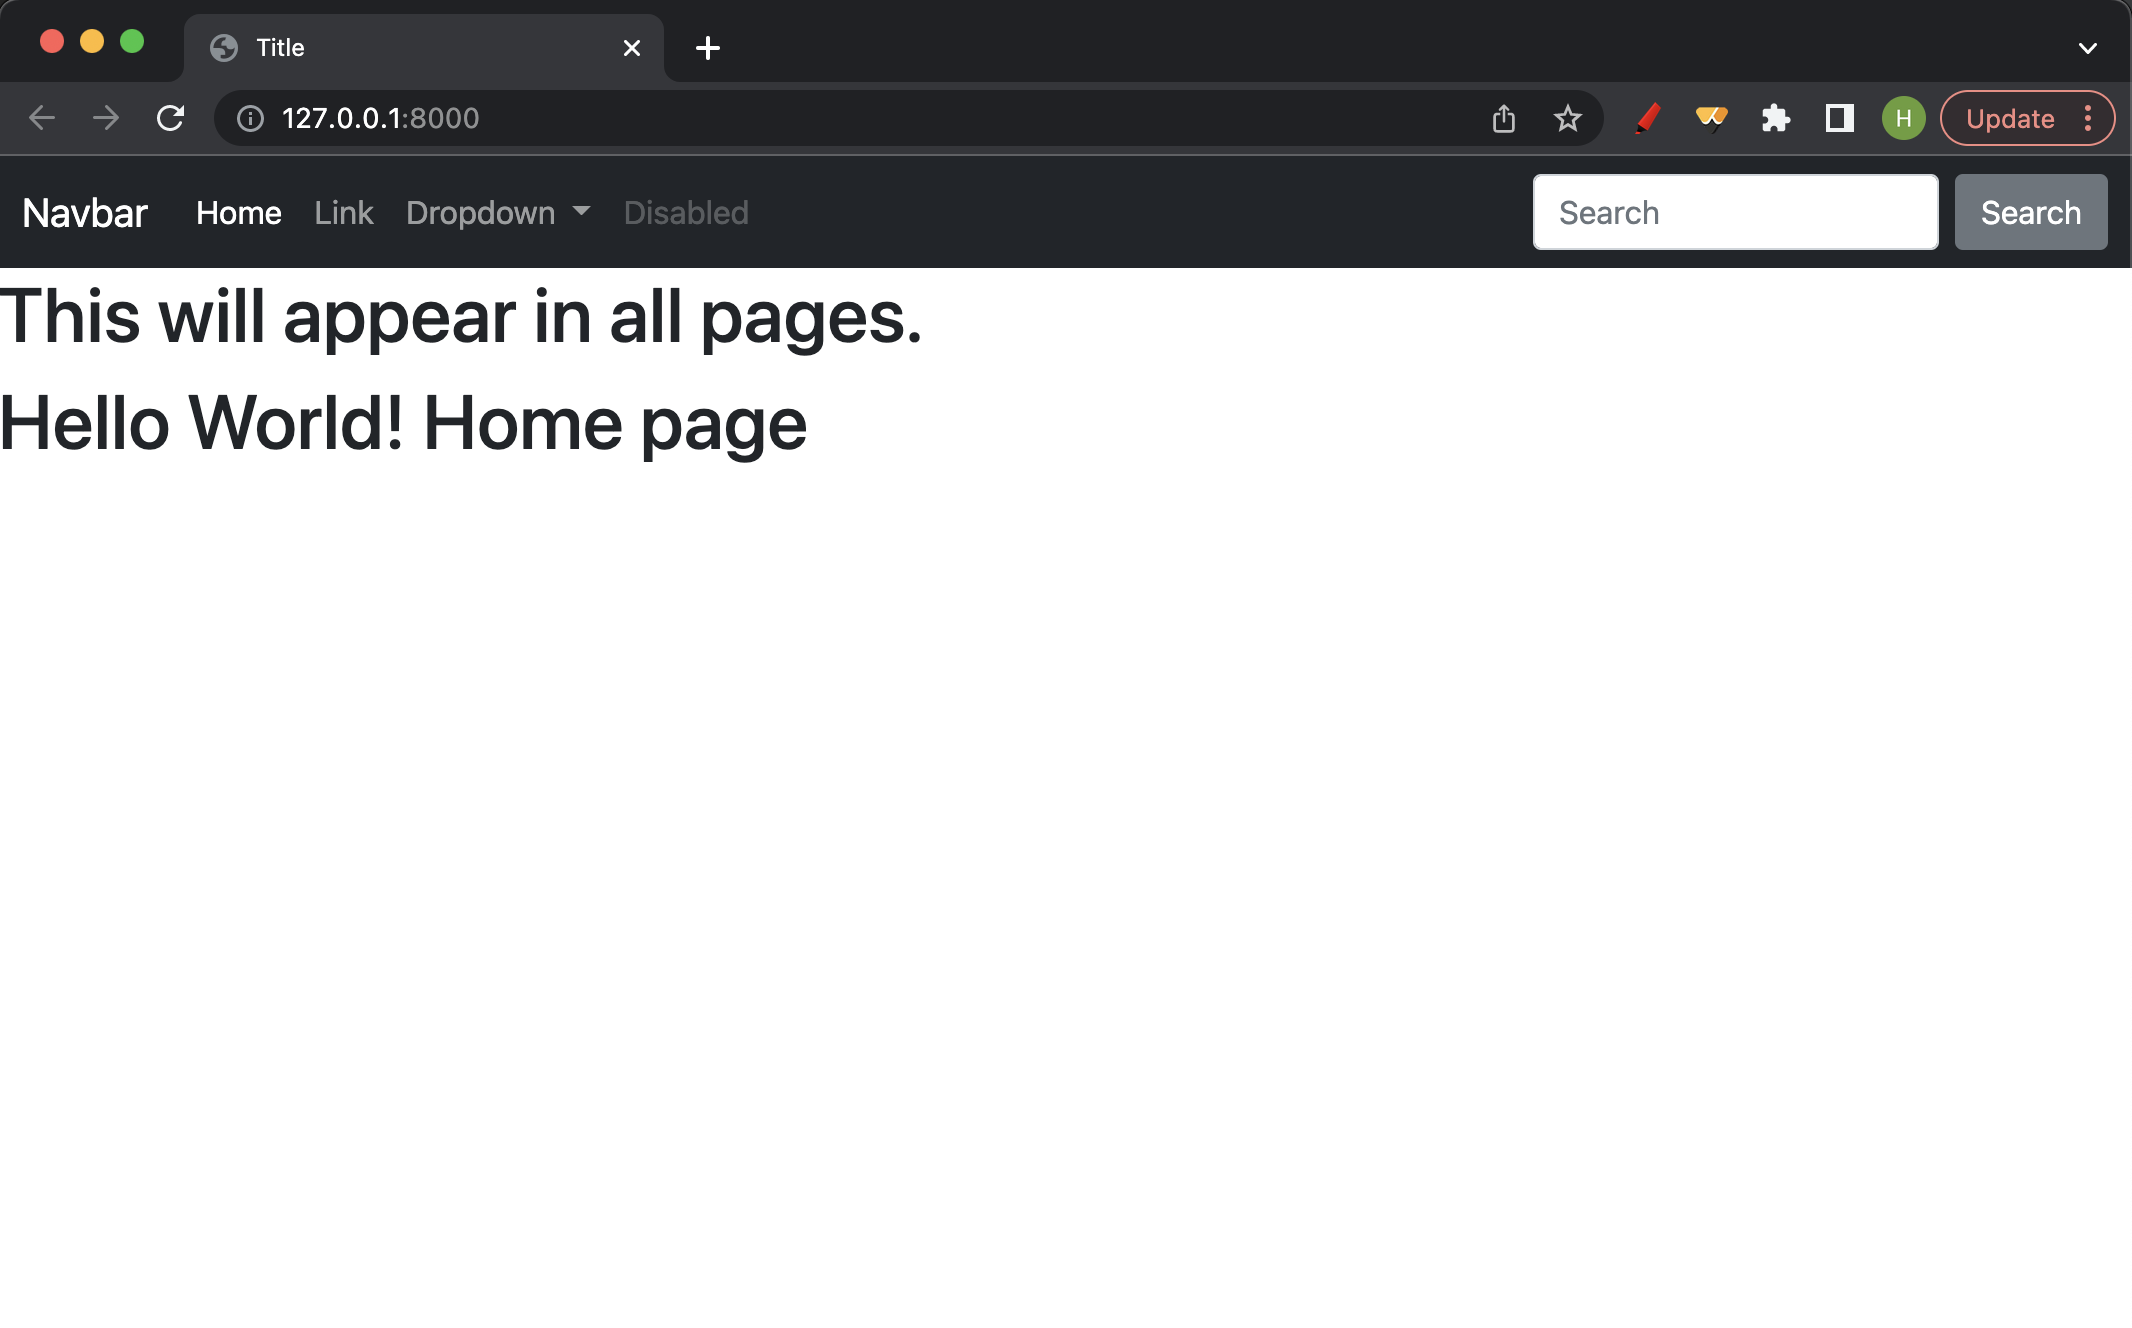 Title
127.0.0.1:8000
H
Update
Navbar Home Link Dropdown Disabled Search Search
This will appear in all pages.
Hello World! Home page